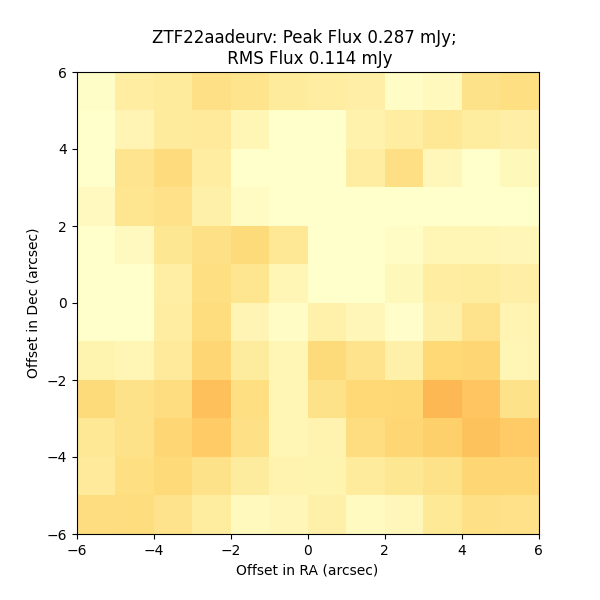 ZTF22aadeurv: Peak Flux 0.287 mJy;
RMS Flux 0.114 mJy
6
4
2
0
−2
−4
−6
Offset in Dec (arcsec)
−6 −4 −2 0 2 4 6
Offset in RA (arcsec)